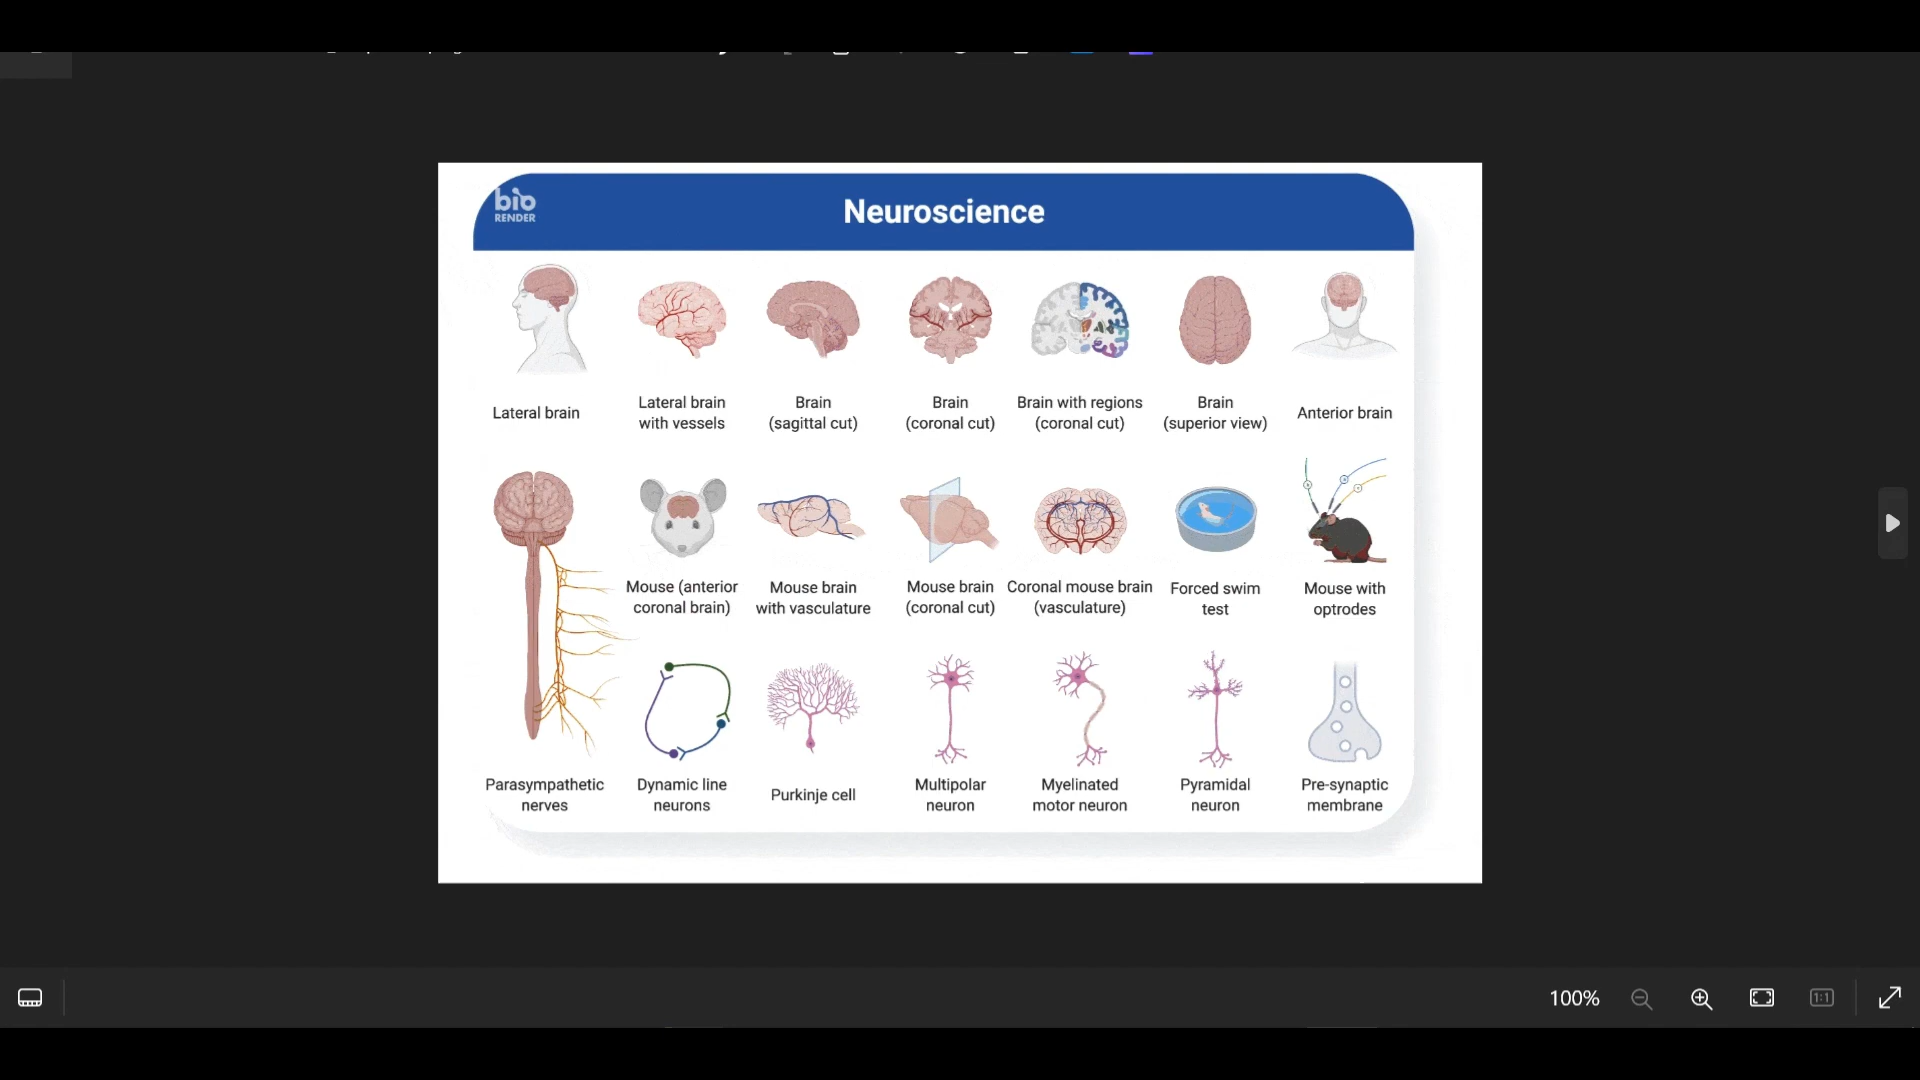 bio
RENDER
Neuroscience
Lateral brain
Lateral brain
with vessels
Brain
(sagittal cut)
Brain
(coronal cut)
Brain with regions
(coronal cut)
Brain
(superior view)
Anterior brain
Mouse (anterior
coronal brain)
Mouse brain
with vasculature
Mouse brain
(coronal cut)
Coronal mouse brain
(vasculature)
Forced swim
test
Mouse with
optrodes
Parasympathetic
nerves
Dynamic line
neurons
Purkinje cell
Multipolar
neuron
Myelinated
motor neuron
Pyramidal
neuron
Pre-synaptic
membrane
100%
1:1